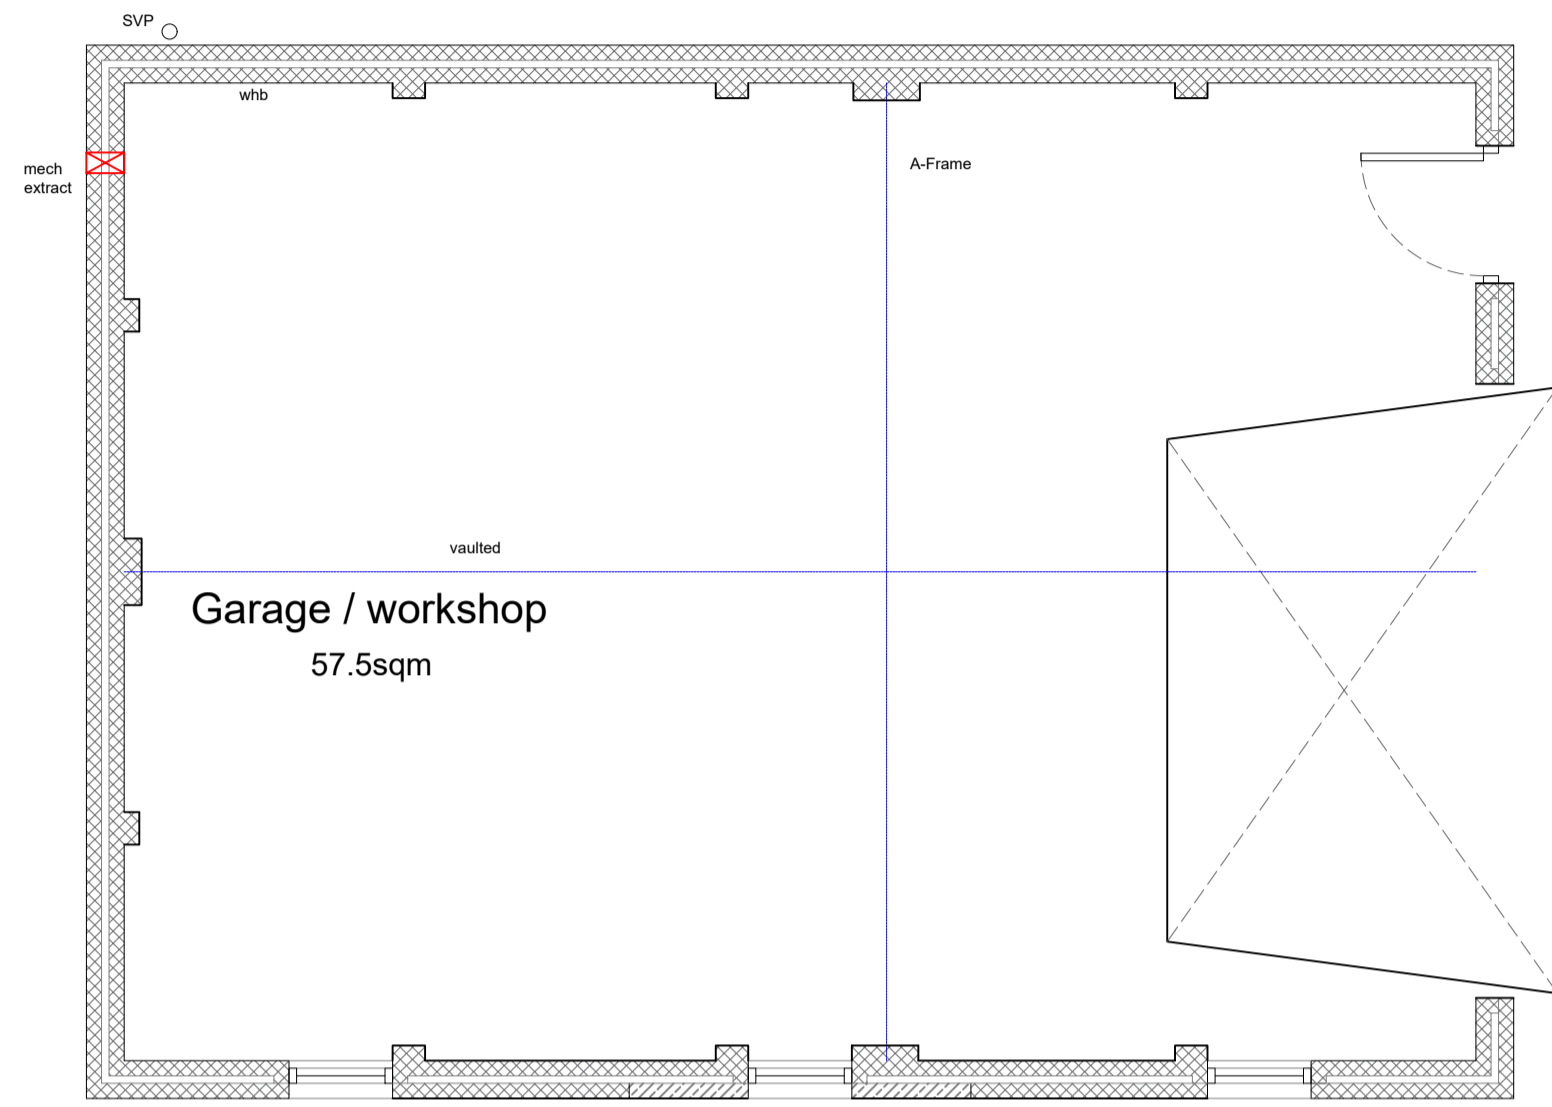 SVP
whb
mech
extract
A-Frame
vaulted
Garage / workshop
57.5sqm